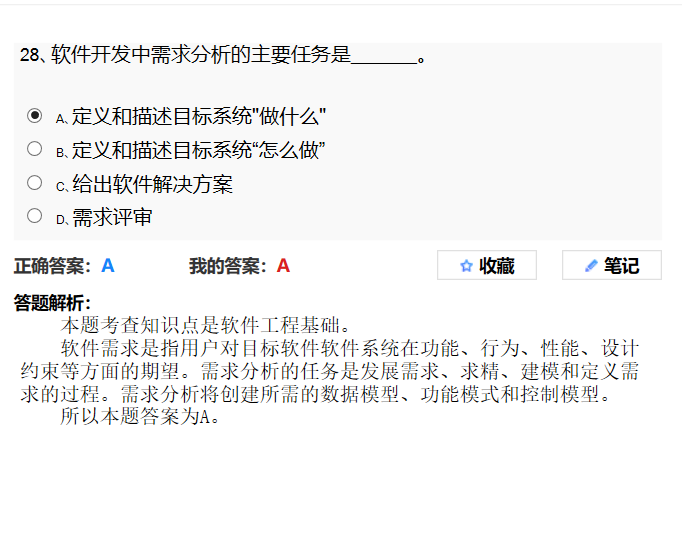 28、软件开发中需求分析的主要任务是_______。
A、定义和描述目标系统"做什么"
B、定义和描述目标系统“怎么做”
C、给出软件解决方案
D、需求评审
正确答案：A 我的答案：A 收藏 笔记
答题解析：
本题考查知识点是软件工程基础。
软件需求是指用户对目标软件软件系统在功能、行为、性能、设计
约束等方面的期望。需求分析的任务是发展需求、求精、建模和定义需
求的过程。需求分析将创建所需的数据模型、功能模式和控制模型。
所以本题答案为A。